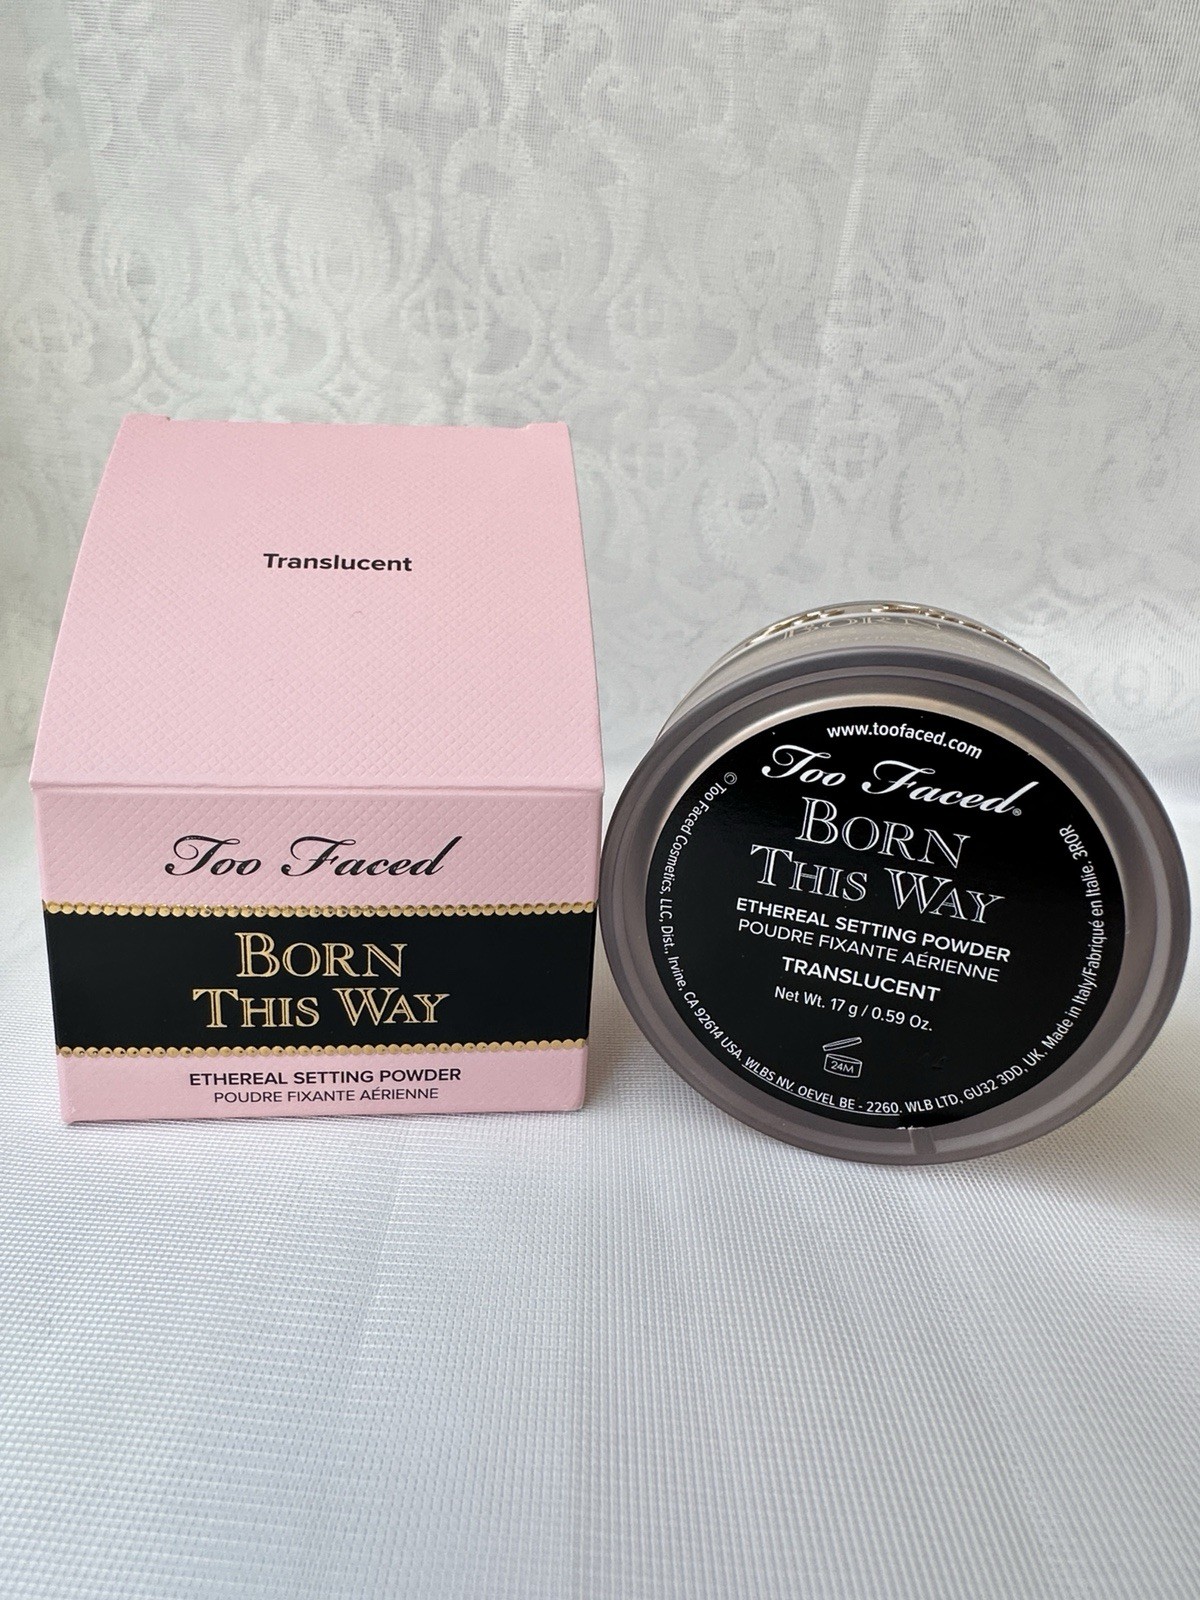 Translucent
Too Faced
BORN
THIS WAY
ETHEREAL SETTING POWDER
POUDRE FIXANTE AÉRIENNE
BORN
www.toofaced.com
Too Faced®
BORN
THIS WAY
ETHEREAL SETTING POWDER
POUDRE FIXANTE AÉRIENNE
TRANSLUCENT
Net Wt. 17 g / 0.59 Oz.
24M
© Too Faced Cosmetics, LLC, Dist., Irvine, CA 92614 USA. WLBS NV. OEVEL BE - 2260. WLB LTD, GU32 3DD, UK. Made in Italy/Fabriqué en Italie. 3R0R